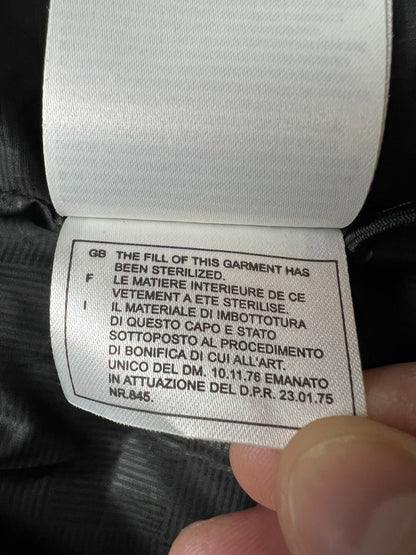 GB THE FILL OF THIS GARMENT HAS
BEEN STERILIZED.
F LE MATIERE INTERIEURE DE CE
VETEMENT A ETE STERILISE.
I IL MATERIALE DI IMBOTTOTURA
DI QUESTO CAPO E STATO
SOTTOPOSTO AL PROCEDIMENTO
DI BONIFICA DI CUI ALL'ART.
UNICO DEL DM. 10.11.76 EMANATO
IN ATTUAZIONE DEL D.P.R. 23.01.75
NR.845.